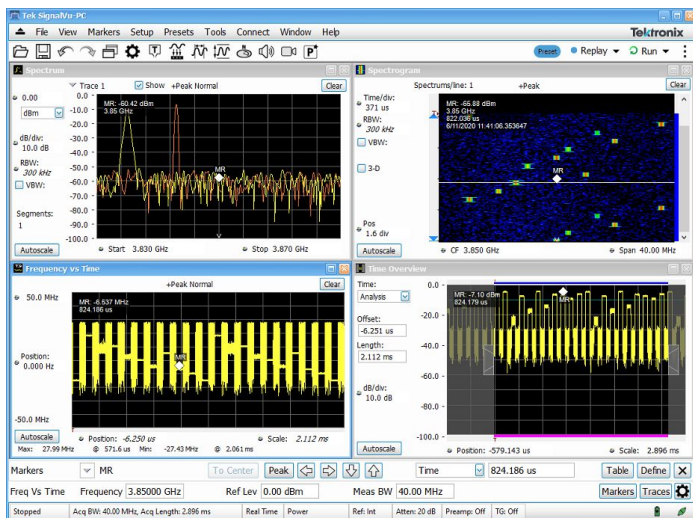 Tek SignalVu-PC
File View Markers Setup Presets Tools Connect Window Help
Tektronix
Preset Replay Run
Spectrum
0.00
dBm
dB/div:
10.0 dB
RBW:
300 kHz
VBW:
Segments:
1
Autoscale
Trace 1 Show +Peak Normal Clear
MR: -60.42 dBm
3.85 GHz
0.0
-10.0
-20.0
-30.0
-40.0
-50.0
-60.0
-70.0
-80.0
-90.0
-100.0
MR
Start 3.830 GHz Stop 3.870 GHz
Spectrogram
Spectrums/line: 1 +Peak Clear
Time/div:
371 us
RBW:
300 kHz
VBW:
3-D
Pos
1.6 div
Autoscale
MR: -65.88 dBm
3.85 GHz
822.036 us
6/11/2020 11:41:06.353647
MR
CF 3.850 GHz Span 40.00 MHz
Frequency vs Time
+Peak Normal Clear
50.0 MHz
Position:
0.000 Hz
-50.0 MHz
Autoscale
MR: -6.637 MHz
824.186 us
MR
Position: -6.250 us Scale: 2.112 ms
Max: 27.99 MHz @ 571.6 us Min: -27.43 MHz @ 2.061 ms
Time Overview
Time:
Analysis
Offset:
-6.251 us
Length:
2.112 ms
dB/div:
10.0 dB
Autoscale
MR: -7.10 dBm
824.179 us
MR
0.0
-20.0
-40.0
-60.0
-80.0
-100.0
Position: -579.143 us Scale: 2.896 ms
Markers MR To Center Peak Time 824.186 us Table Define
Freq Vs Time Frequency 3.85000 GHz Ref Lev 0.00 dBm Meas BW 40.00 MHz Markers Traces
Stopped Acq BW: 40.00 MHz, Acq Length: 2.896 ms Real Time Power Ref: Int Atten: 20 dB Preamp: Off TG: Off